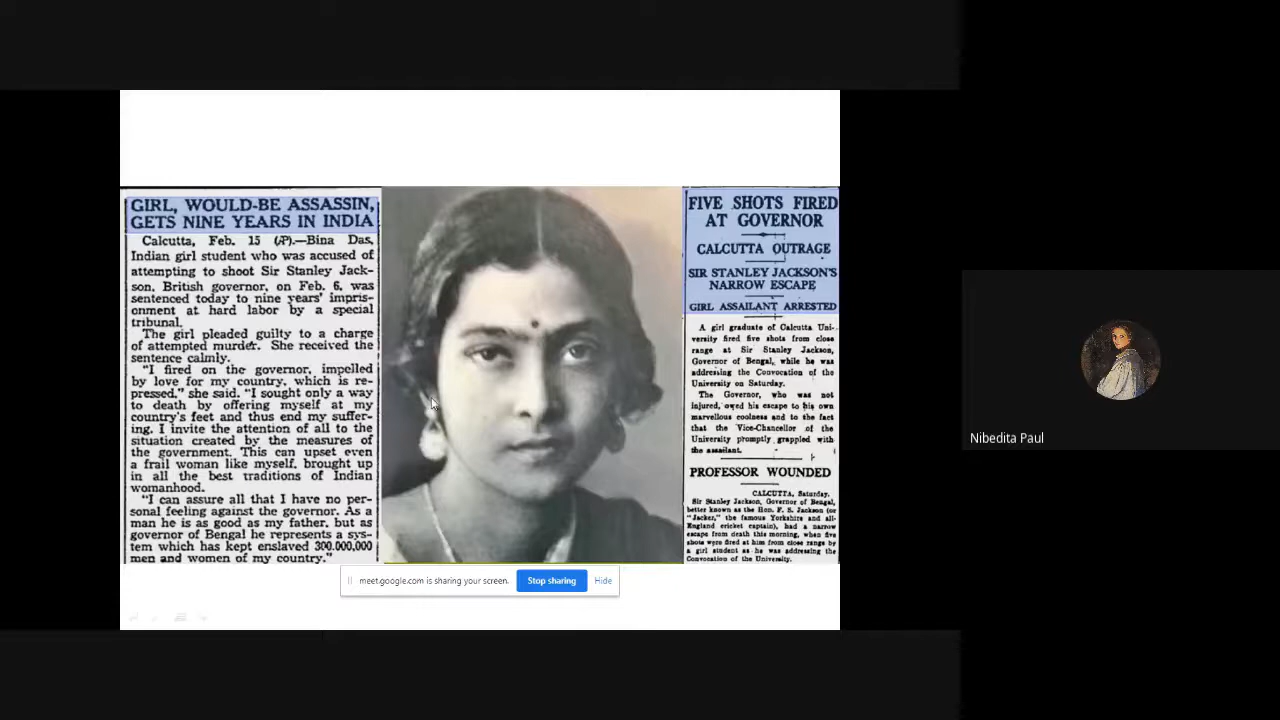 GIRL, WOULD-BE ASSASSIN,
GETS NINE YEARS IN INDIA
Calcutta, Feb. 15 (AP).—Bina Das,
Indian girl student who was accused of
attempting to shoot Sir Stanley Jack-
son, British governor, on Feb. 6, was
sentenced today to nine years' impris-
onment at hard labor by a special
tribunal.
The girl pleaded guilty to a charge
of attempted murder. She received the
sentence calmly.
"I fired on the governor, impelled
by love for my country, which is re-
pressed," she said. "I sought only a way
to death by offering myself at my
country's feet and thus end my suffer-
ing. I invite the attention of all to the
situation created by the measures of
the government. This can upset even
a frail woman like myself, brought up
in all the best traditions of Indian
womanhood.
"I can assure all that I have no per-
sonal feeling against the governor. As a
man he is as good as my father, but as
governor of Bengal he represents a sys-
tem which has kept enslaved 300,000,000
men and women of my country."
FIVE SHOTS FIRED
AT GOVERNOR
CALCUTTA OUTRAGE
SIR STANLEY JACKSON'S
NARROW ESCAPE
GIRL ASSAILANT ARRESTED
A girl graduate of Calcutta Uni-
versity fired five shots from close
range at Sir Stanley Jackson,
Governor of Bengal, while he was
addressing the Convocation of the
University on Saturday.
The Governor, who was not
injured, owed his escape to his own
marvellous coolness and to the fact
that the Vice-Chancellor of the
University promptly grappled with
the assailant.
PROFESSOR WOUNDED
CALCUTTA, Saturday.
Sir Stanley Jackson, Governor of Bengal,
better known as the Hon. F. S. Jackson (or
"Jacker," the famous Yorkshire and all-
England cricket captain), had a narrow
escape from death this morning, when five
shots were fired at him from close range by
a girl student as he was addressing the
Convocation of the University.
meet.google.com is sharing your screen.
Stop sharing
Hide
Nibedita Paul